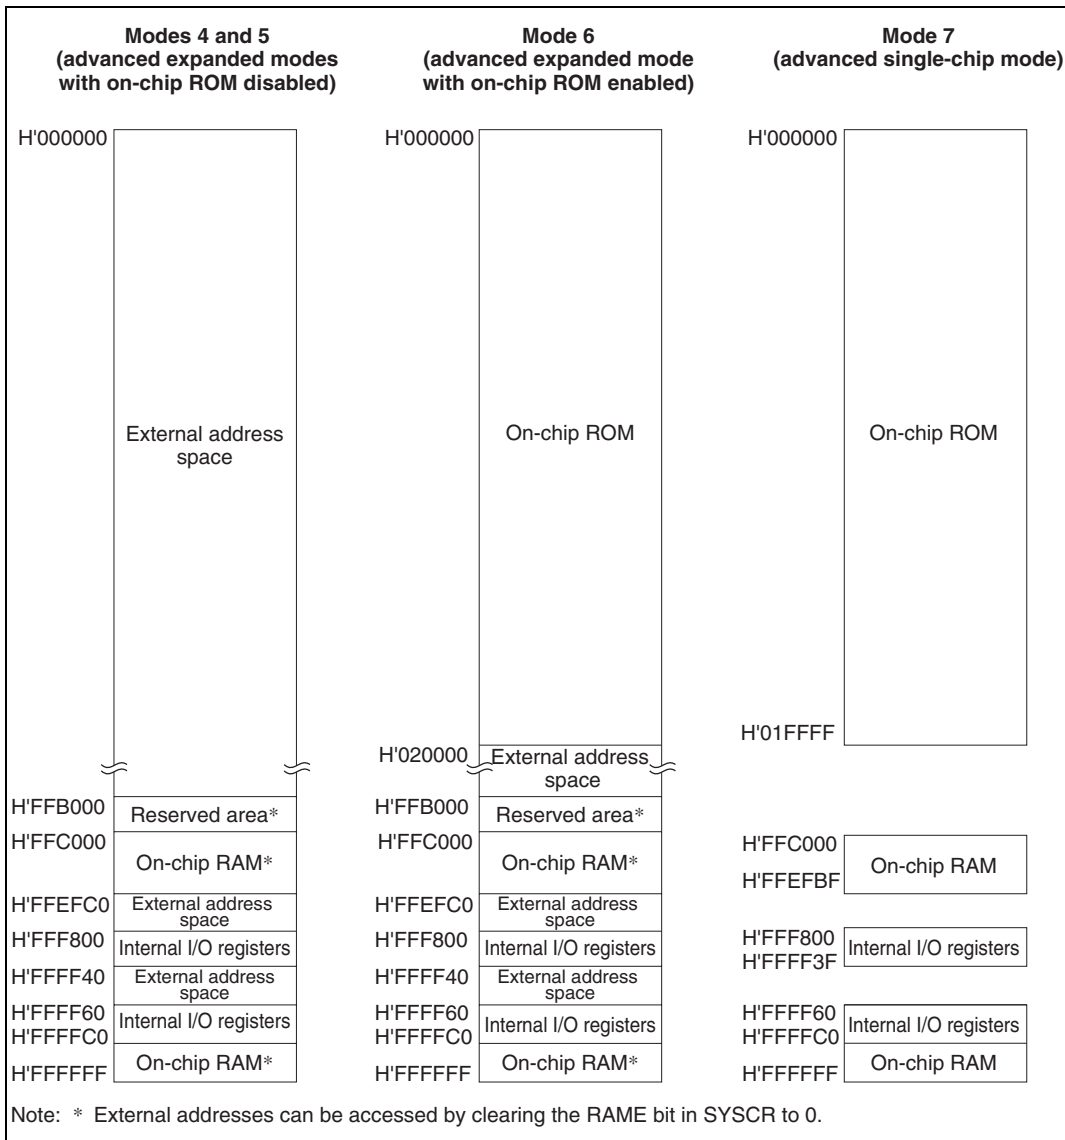 Modes 4 and 5
(advanced expanded modes
with on-chip ROM disabled)
H'000000
External address
space
H'FFB000
Reserved area*
H'FFC000
On-chip RAM*
H'FFEFC0
External address
space
H'FFF800
Internal I/O registers
H'FFFF40
External address
space
H'FFFF60
Internal I/O registers
H'FFFFC0
On-chip RAM*
H'FFFFFF
Mode 6
(advanced expanded mode
with on-chip ROM enabled)
H'000000
On-chip ROM
H'020000
External address
space
H'FFB000
Reserved area*
H'FFC000
On-chip RAM*
H'FFEFC0
External address
space
H'FFF800
Internal I/O registers
H'FFFF40
External address
space
H'FFFF60
Internal I/O registers
H'FFFFC0
On-chip RAM*
H'FFFFFF
Mode 7
(advanced single-chip mode)
H'000000
On-chip ROM
H'01FFFF
H'FFC000
On-chip RAM
H'FFEFBF
H'FFF800
Internal I/O registers
H'FFFF3F
H'FFFF60
Internal I/O registers
H'FFFFC0
On-chip RAM
H'FFFFFF
Note: * External addresses can be accessed by clearing the RAME bit in SYSCR to 0.